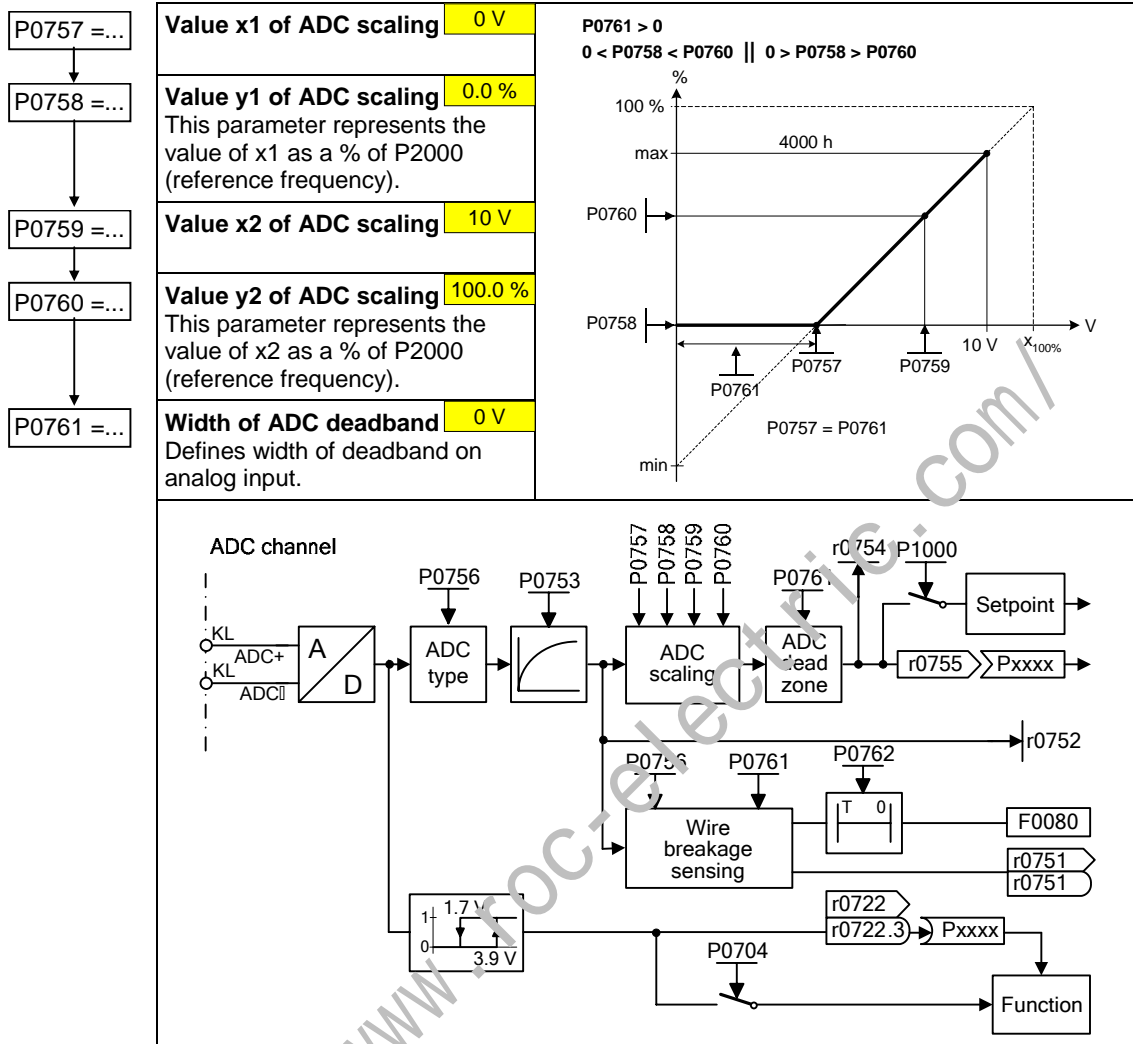 P0757 =...
Value x1 of ADC scaling 0 V
P0758 =...
Value y1 of ADC scaling 0.0 %
This parameter represents the
value of x1 as a % of P2000
(reference frequency).
P0759 =...
Value x2 of ADC scaling 10 V
P0760 =...
Value y2 of ADC scaling 100.0 %
This parameter represents the
value of x2 as a % of P2000
(reference frequency).
P0761 =...
Width of ADC deadband 0 V
Defines width of deadband on
analog input.
P0761 > 0
0 < P0758 < P0760 || 0 > P0758 > P0760
%
100 %
4000 h
max
P0760
P0758
V
10 V
x100%
P0757
P0759
P0761
P0757 = P0761
min
ADC channel
P0756
P0753
P0757
P0758
P0759
P0760
P0761
r0754
P1000
KL
ADC+
KL
ADC▯
A
D
ADC
type
ADC
scaling
ADC
dead
zone
Setpoint
r0755
Pxxxx
r0752
P0756
P0761
P0762
Wire
breakage
sensing
T 0
F0080
r0751
r0751
1.7 V
1
0
3.9 V
r0722
r0722.3
Pxxxx
P0704
Function
www.roc-electric.com/